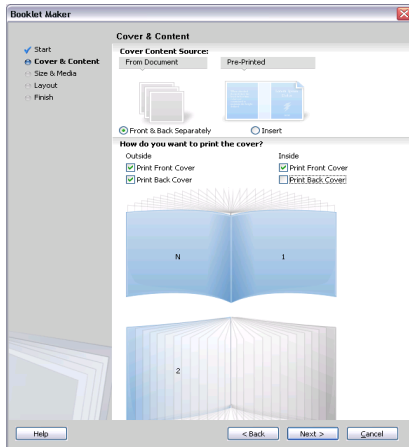 Booklet Maker
Cover & Content
Start
Cover & Content
Size & Media
Layout
Finish
Cover Content Source:
From Document Pre-Printed
Front & Back Separately Insert
How do you want to print the cover?
Outside Inside
Print Front Cover Print Front Cover
Print Back Cover Print Back Cover
N 1
2
Help < Back Next > Cancel